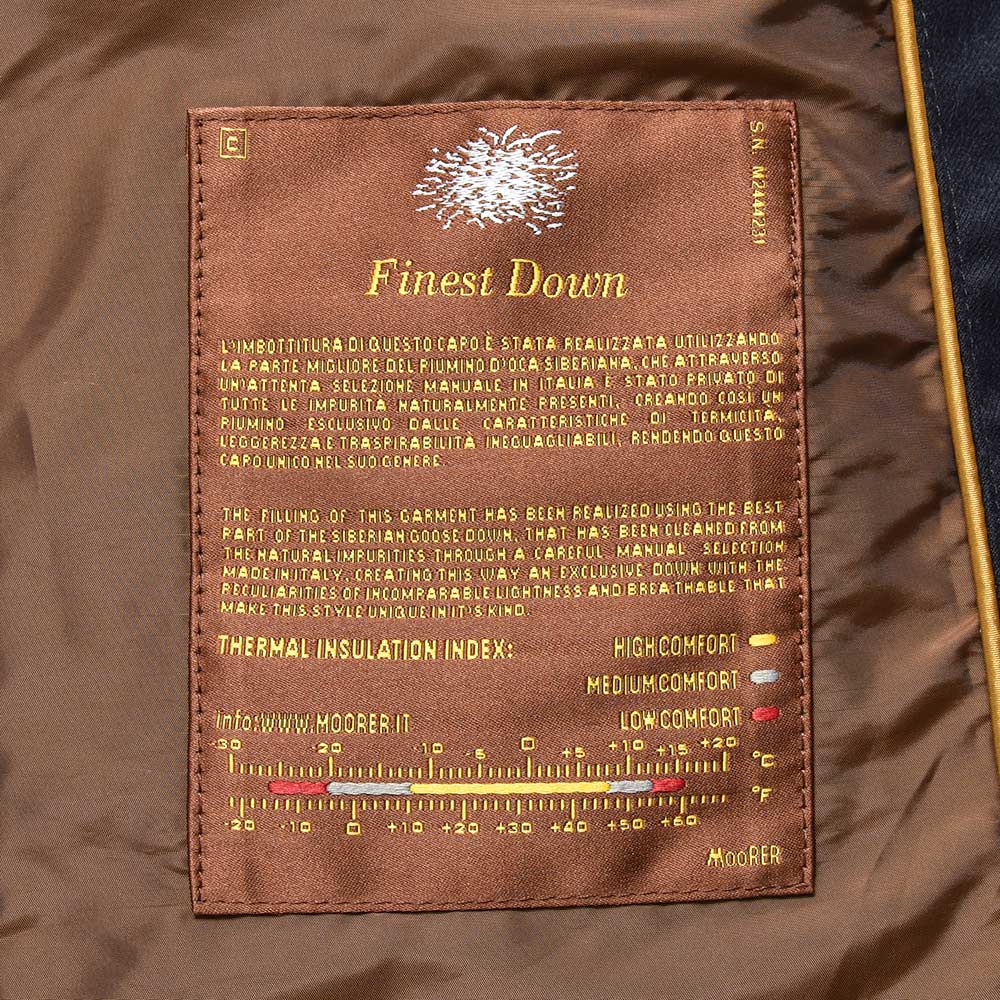 C
S.N. M2444231
Finest Down
L'IMBOTTITURA DI QUESTO CAPO È STATA REALIZZATA UTILIZZANDO
LA PARTE MIGLIORE DEL PIUMINO D'OCA SIBERIANA, CHE ATTRAVERSO
UN'ATTENTA SELEZIONE MANUALE IN ITALIA È STATO PRIVATO DI
TUTTE LE IMPURITÀ NATURALMENTE PRESENTI, CREANDO COSÌ UN
PIUMINO ESCLUSIVO DALLE CARATTERISTICHE DI TERMICITÀ,
LEGGEREZZA E TRASPIRABILITÀ INEGUAGLIABILI, RENDENDO QUESTO
CAPO UNICO NEL SUO GENERE.
THE FILLING OF THIS GARMENT HAS BEEN REALIZED USING THE BEST
PART OF THE SIBERIAN GOOSE DOWN, THAT HAS BEEN CLEANED FROM
THE NATURAL IMPURITIES THROUGH A CAREFUL MANUAL SELECTION
MADE IN ITALY, CREATING THIS WAY AN EXCLUSIVE DOWN WITH THE
PECULIARITIES OF INCOMPARABLE LIGHTNESS AND BREATHABLE THAT
MAKE THIS STYLE UNIQUE IN IT'S KIND.
THERMAL INSULATION INDEX: HIGH COMFORT
MEDIUM COMFORT
info: WWW.MOORER.IT LOW COMFORT
-30 -20 -10 -5 0 +5 +10 +15 +20 °C
°F
-20 -10 0 +10 +20 +30 +40 +50 +60
MooRER